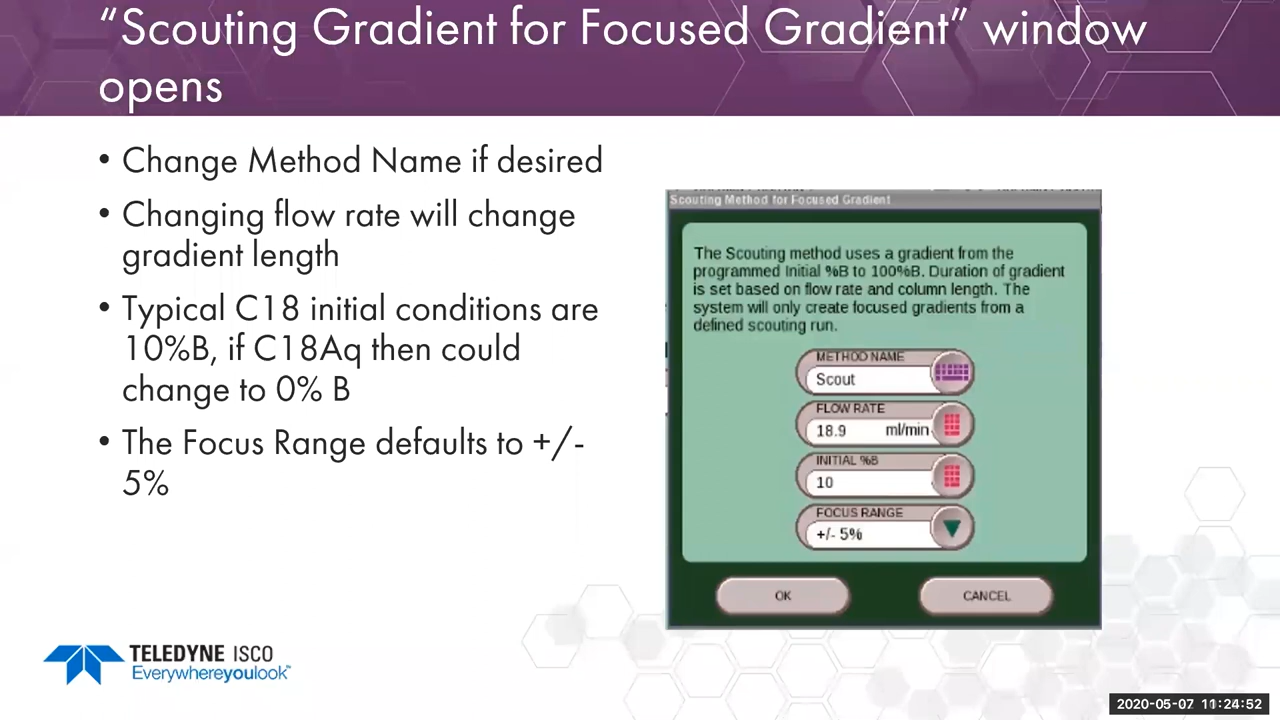 “Scouting Gradient for Focused Gradient” window
opens
• Change Method Name if desired
• Changing flow rate will change
gradient length
• Typical C18 initial conditions are
10%B, if C18Aq then could
change to 0% B
• The Focus Range defaults to +/-
5%
Scouting Method for Focused Gradient
The Scouting method uses a gradient from the
programmed Initial %B to 100%B. Duration of gradient
is set based on flow rate and column length. The
system will only create focused gradients from a
defined scouting run.
METHOD NAME
Scout
FLOW RATE
18.9 ml/min
INITIAL %B
10
FOCUS RANGE
+/- 5%
OK CANCEL
TELEDYNE ISCO
Everywhereyoulook™
2020-05-07 11:24:52